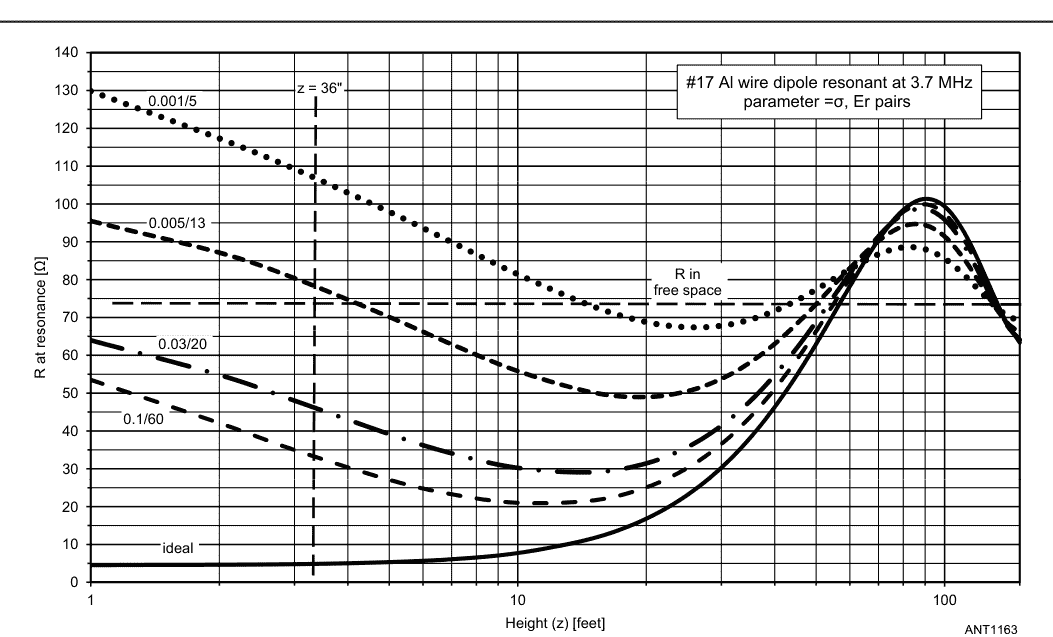 140
130
120
110
100
90
80
70
60
50
40
30
20
10
0
R at resonance [Ω]
#17 Al wire dipole resonant at 3.7 MHz
parameter =σ, Er pairs
z = 36"
0.001/5
0.005/13
R in
free space
0.03/20
0.1/60
ideal
1
10
100
Height (z) [feet]
ANT1163